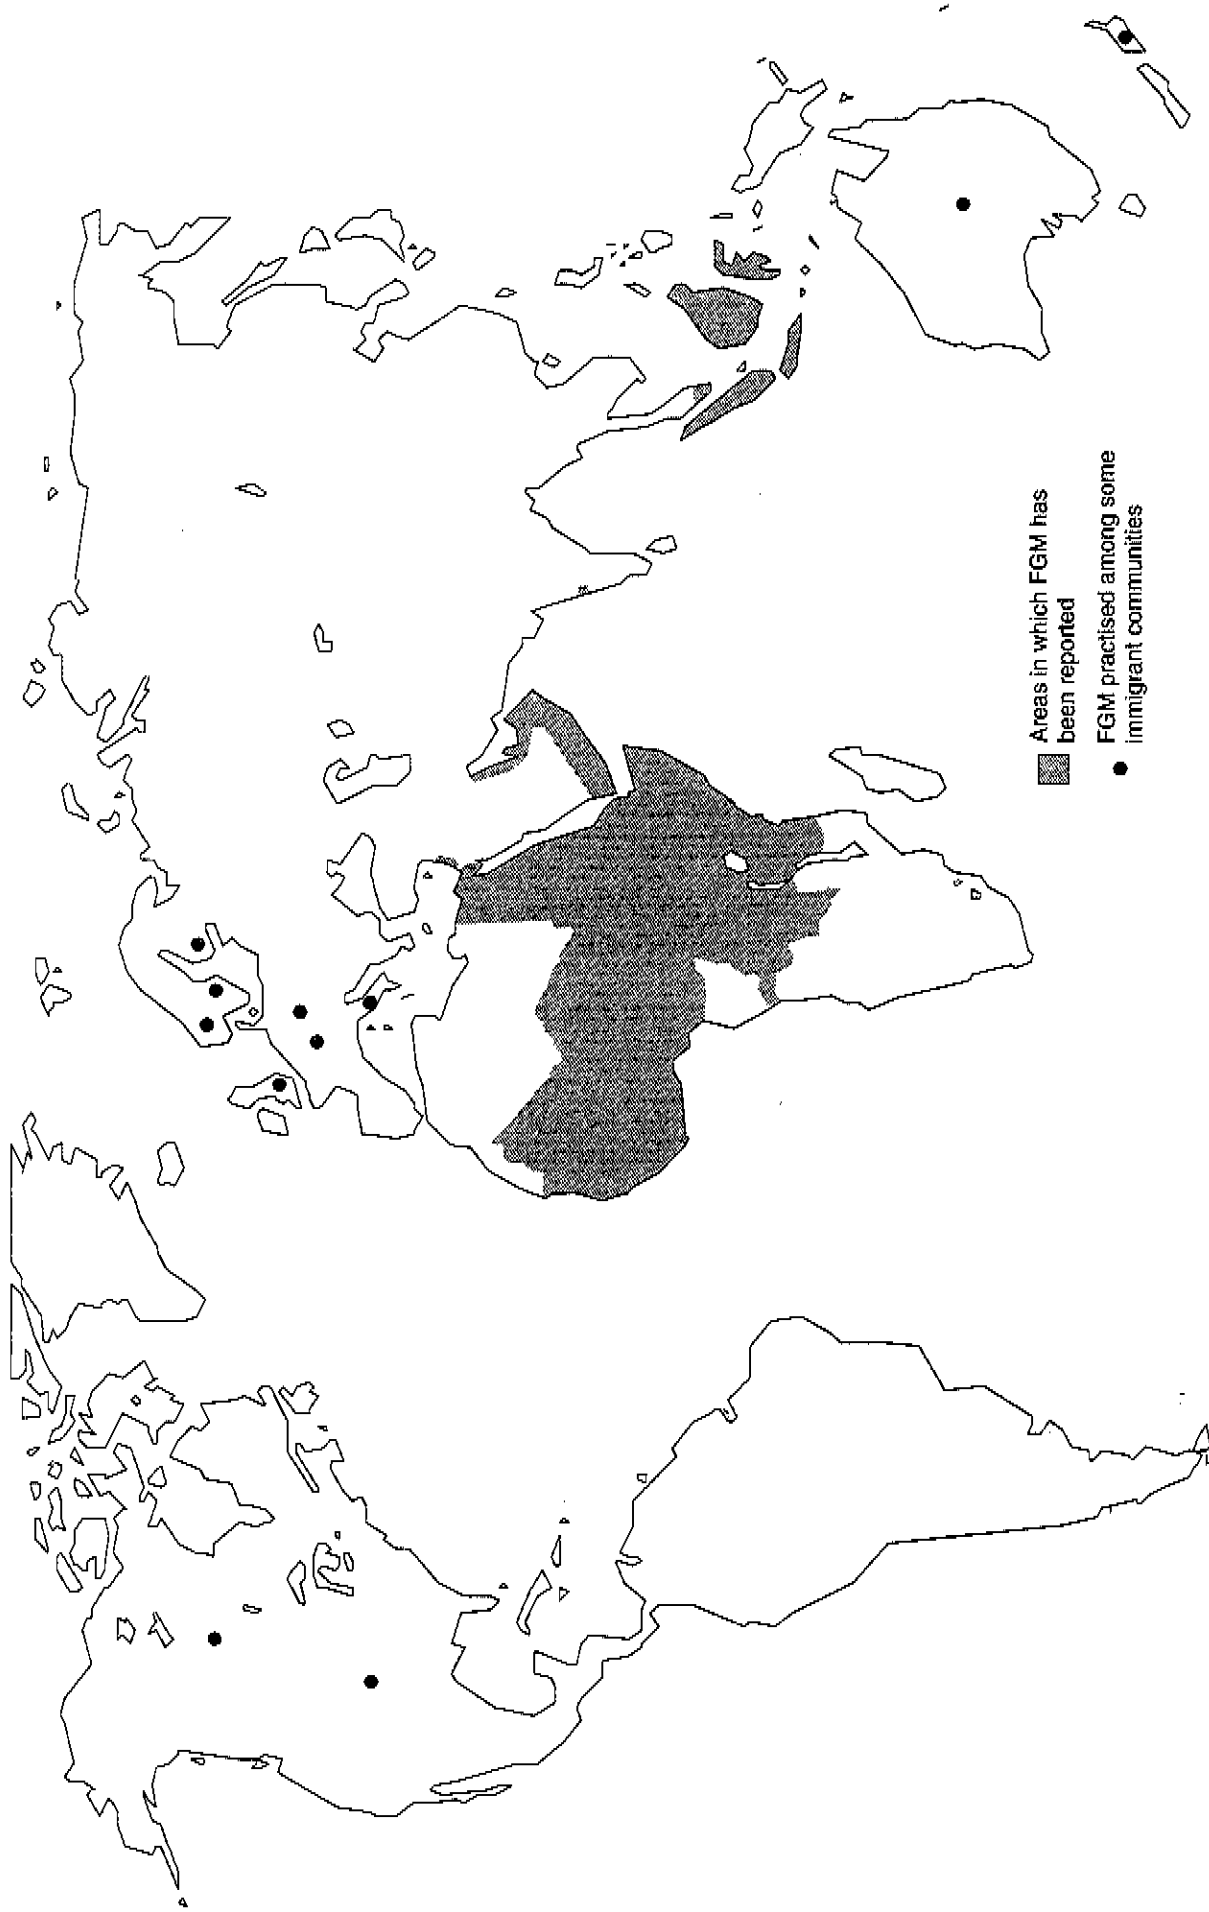 Areas in which FGM has
been reported
FGM practised among some
immigrant communities